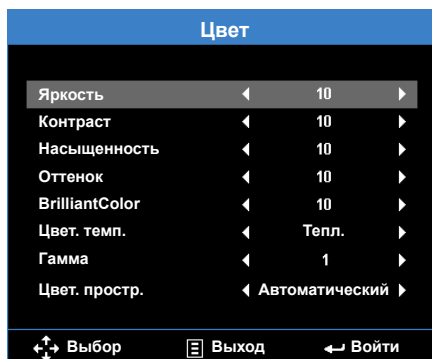 Цвет
Яркость 10
Контраст 10
Насыщенность 10
Оттенок 10
BrilliantColor 10
Цвет. темп. Тепл.
Гамма 1
Цвет. простр. Автоматический
Выбор Выход Войти